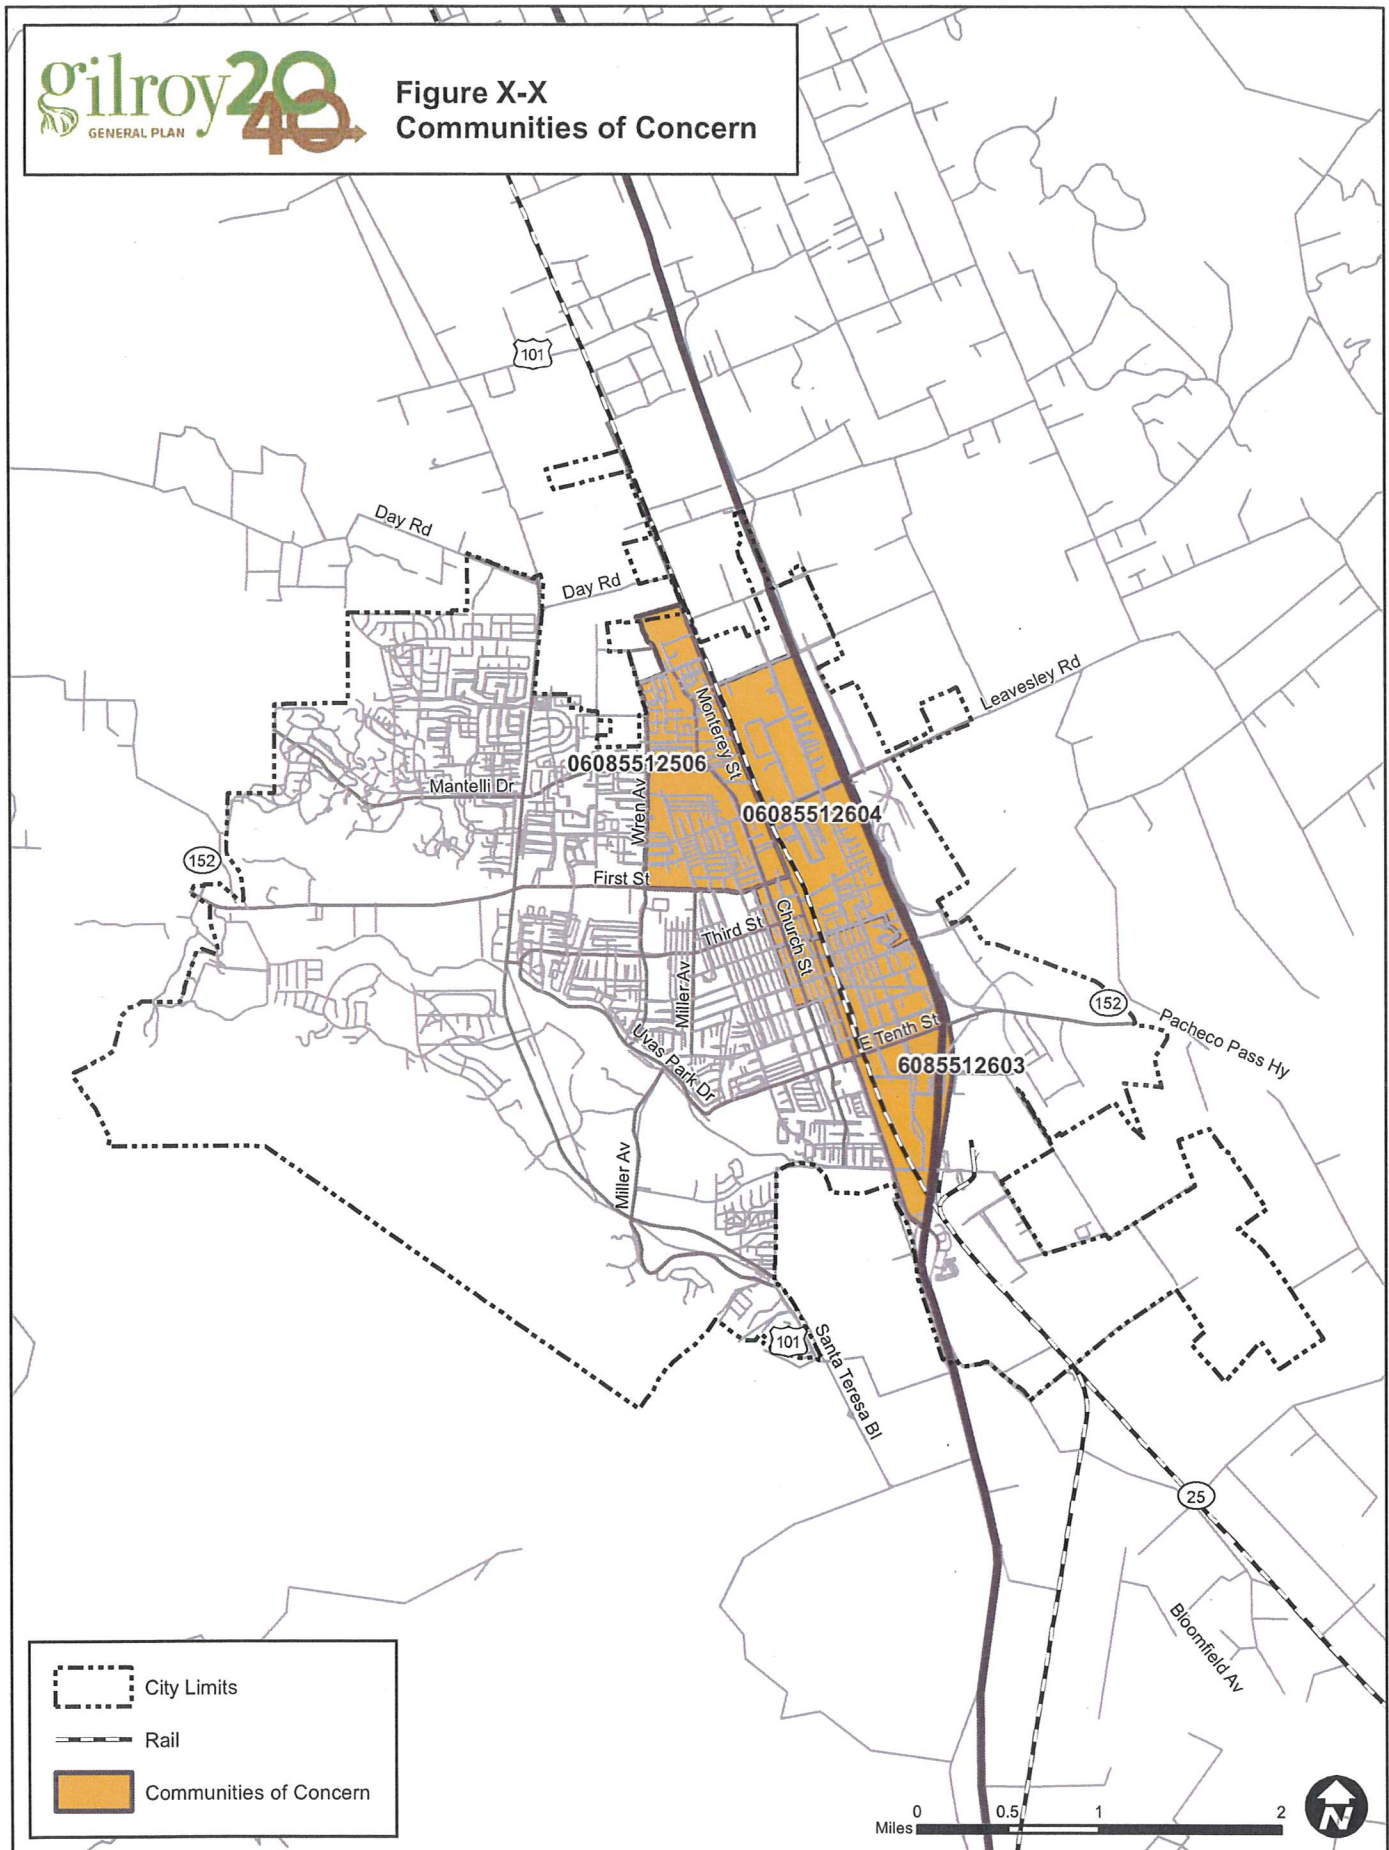 gilroy 2040
GENERAL PLAN
Figure X-X
Communities of Concern
101
Day Rd
Day Rd
Leavesley Rd
Monterey St
06085512506
Mantelli Dr
Wren Av
06085512604
152
First St
Church St
Third St
Miller Av
152
Pacheco Pass Hy
E Tenth St
Uvas Park Dr
6085512603
Miller Av
101
Santa Teresa Bl
25
Bloomfield Av
City Limits
Rail
Communities of Concern
0 0.5 1 2
Miles
N